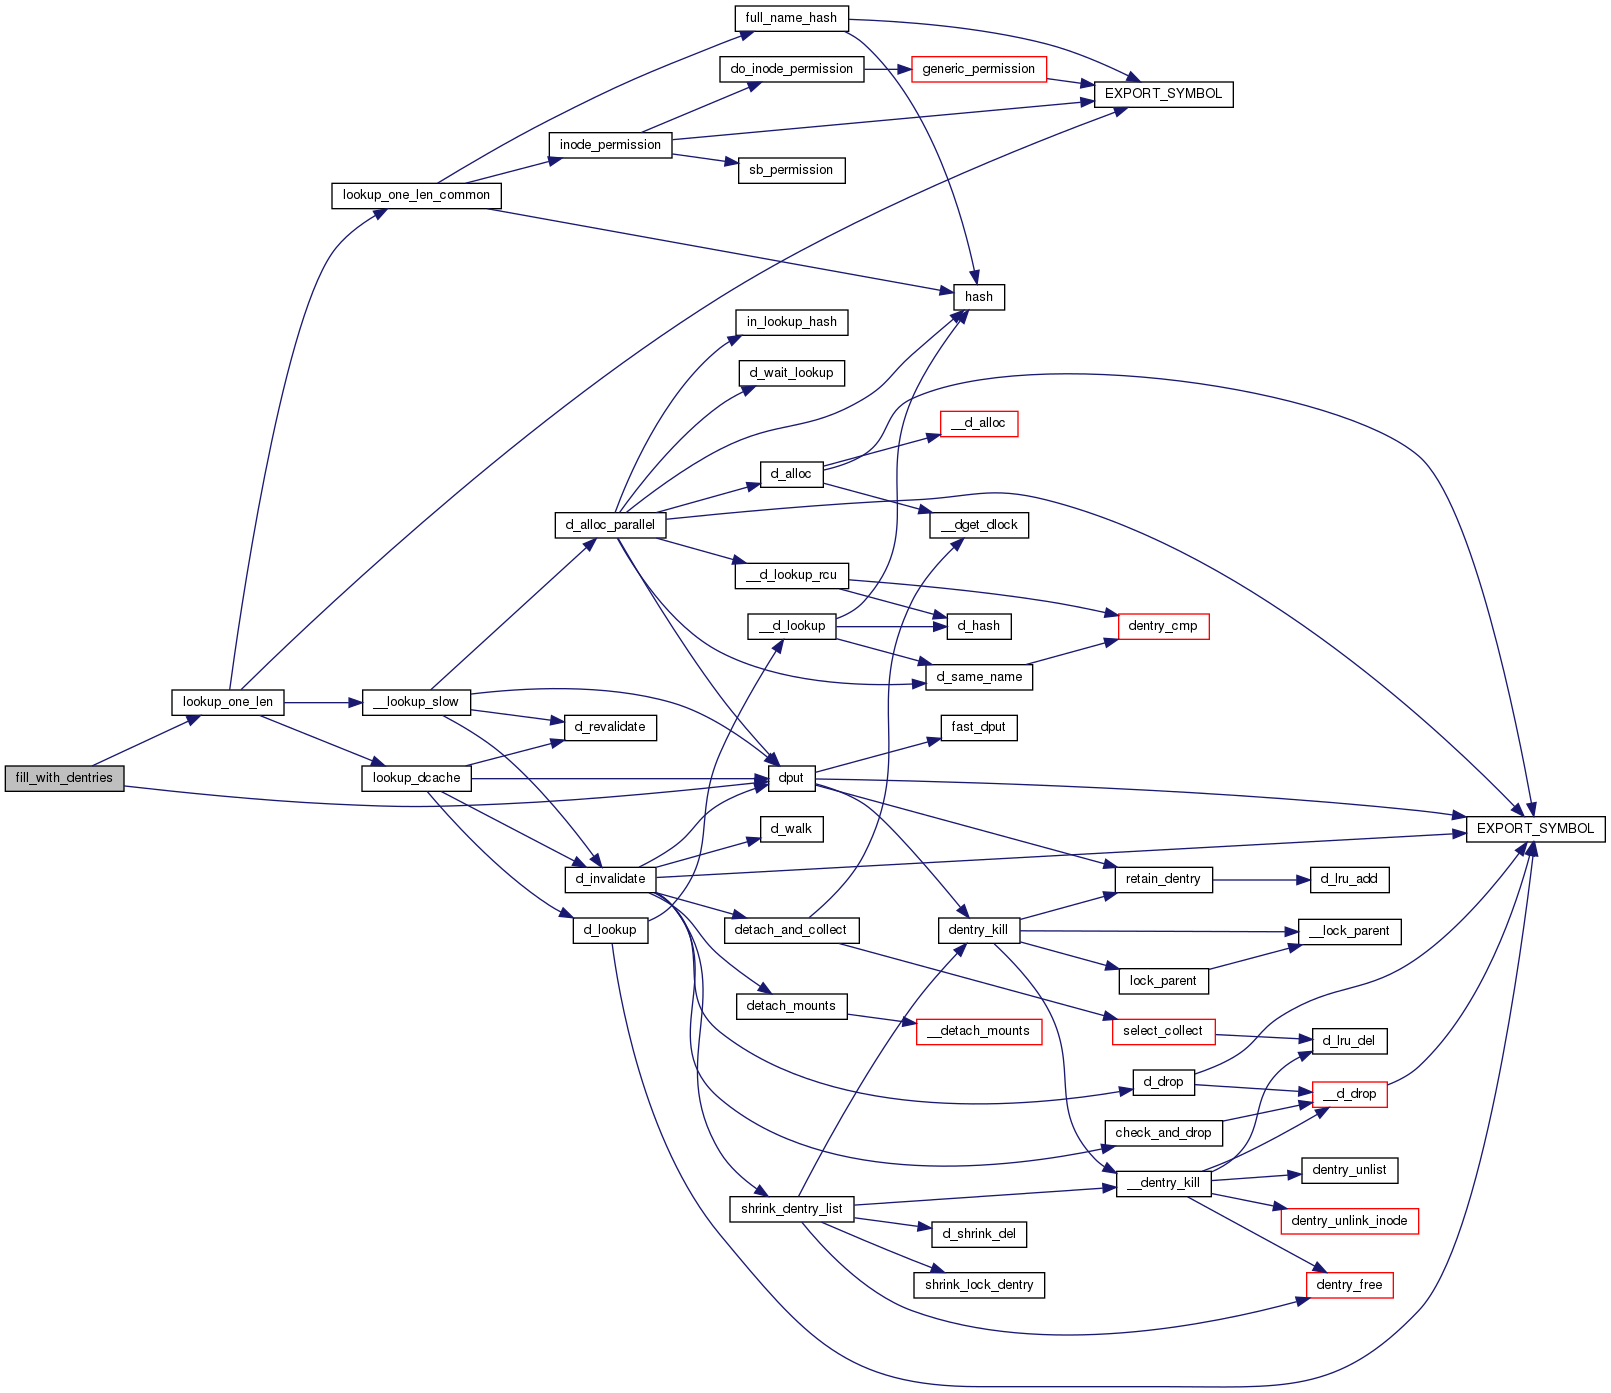 full_name_hash
do_inode_permission
generic_permission
EXPORT_SYMBOL
inode_permission
sb_permission
lookup_one_len_common
hash
in_lookup_hash
d_wait_lookup
__d_alloc
d_alloc
d_alloc_parallel
__dget_dlock
__d_lookup_rcu
__d_lookup
d_hash
dentry_cmp
d_same_name
lookup_one_len
__lookup_slow
d_revalidate
fast_dput
fill_with_dentries
lookup_dcache
dput
d_walk
EXPORT_SYMBOL
d_invalidate
retain_dentry
d_lru_add
d_lookup
detach_and_collect
dentry_kill
__lock_parent
lock_parent
detach_mounts
__detach_mounts
select_collect
d_lru_del
d_drop
__d_drop
check_and_drop
dentry_unlist
__dentry_kill
shrink_dentry_list
d_shrink_del
dentry_unlink_inode
shrink_lock_dentry
dentry_free